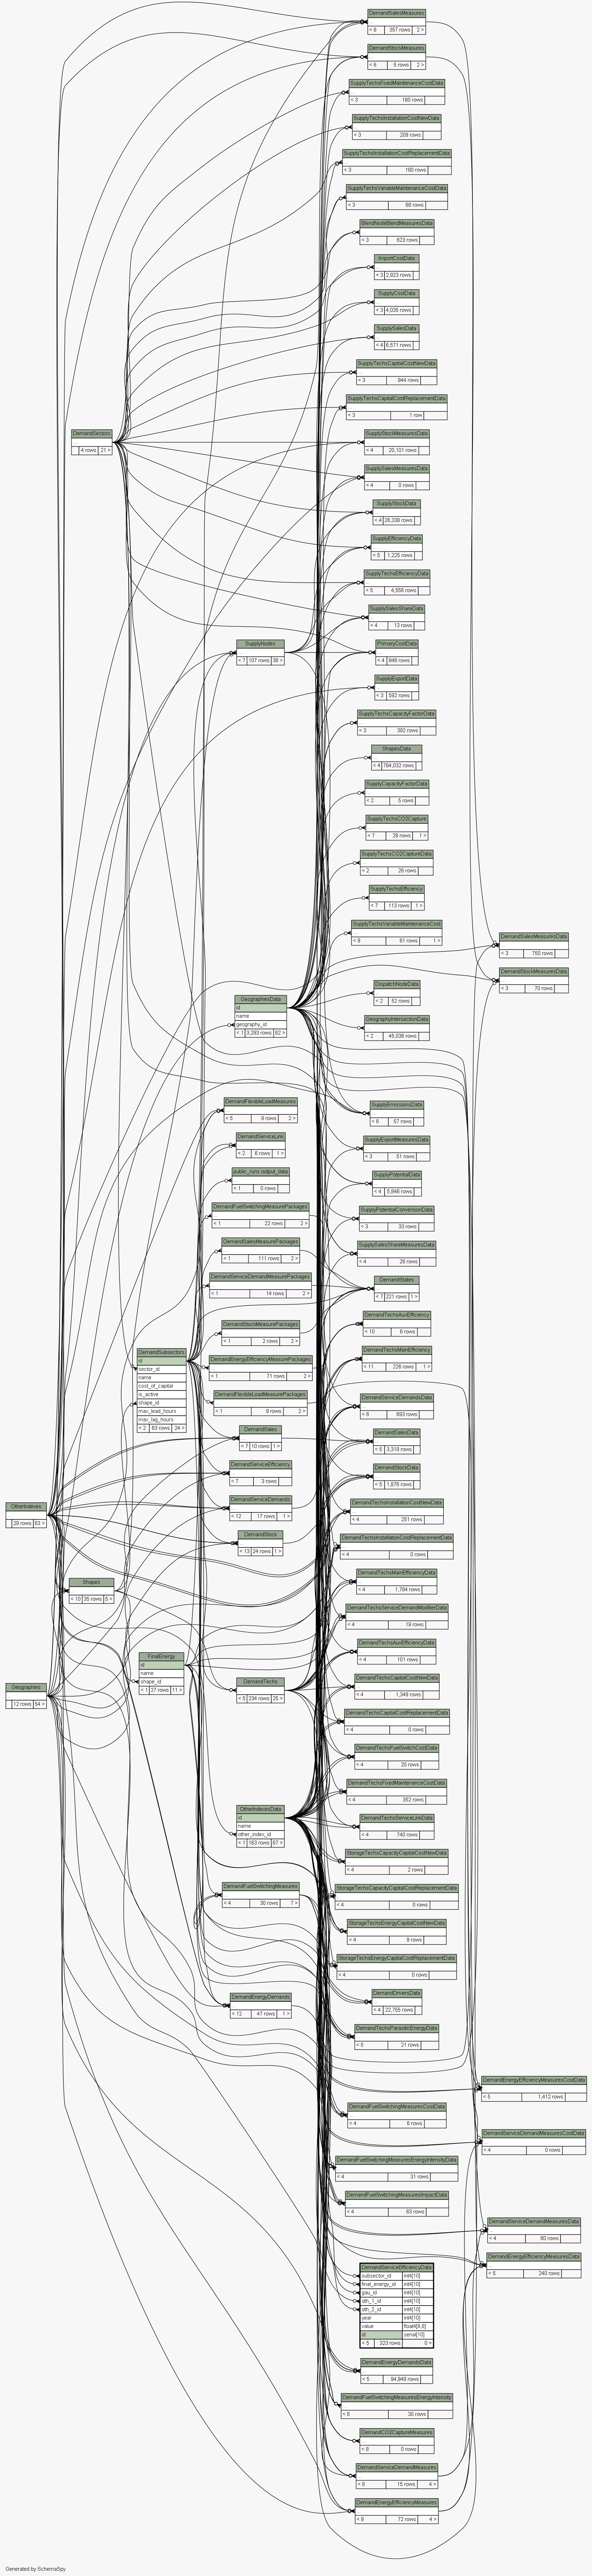 DemandSalesMeasures
< 8 357 rows 2 >
DemandStockMeasures
< 6 5 rows 2 >
SupplyTechsFixedMaintenanceCostData
< 3 180 rows
SupplyTechsInstallationCostNewData
< 3 209 rows
SupplyTechsInstallationCostReplacementData
< 3 180 rows
SupplyTechsVariableMaintenanceCostData
< 3 88 rows
BlendNodeBlendMeasuresData
< 3 623 rows
ImportCostData
< 3 2,823 rows
SupplyCostData
< 3 4,035 rows
SupplySalesData
< 4 6,571 rows
SupplyTechsCapitalCostNewData
< 3 944 rows
SupplyTechsCapitalCostReplacementData
< 3 1 row
DemandSectors
4 rows 21 >
SupplyStockMeasuresData
< 4 20,101 rows
SupplySalesMeasuresData
< 4 0 rows
SupplyStockData
< 4 26,338 rows
SupplyEfficiencyData
< 5 1,225 rows
SupplyTechsEfficiencyData
< 5 4,556 rows
SupplySalesShareData
< 4 13 rows
SupplyNodes
< 7 107 rows 38 >
PrimaryCostData
< 4 948 rows
SupplyExportData
< 3 592 rows
SupplyTechsCapacityFactorData
< 3 392 rows
ShapesData
< 4 784,032 rows
SupplyCapacityFactorData
< 2 5 rows
SupplyTechsCO2Capture
< 7 28 rows 1 >
SupplyTechsCO2CaptureData
< 2 28 rows
SupplyTechsEfficiency
< 7 113 rows 1 >
SupplyTechsVariableMaintenanceCost
< 8 81 rows 1 >
DemandSalesMeasuresData
< 3 750 rows
DemandStockMeasuresData
< 3 70 rows
GeographiesData
id
name
geography_id
< 1 3,293 rows 62 >
DispatchNodeData
< 2 52 rows
GeographyIntersectionData
< 2 45,036 rows
DemandFlexibleLoadMeasures
< 5 8 rows 2 >
SupplyEmissionsData
< 6 57 rows
DemandServiceLink
< 2 6 rows 1 >
SupplyExportMeasuresData
< 3 51 rows
public_runs.output_data
< 1 0 rows
SupplyPotentialData
< 4 5,846 rows
DemandFuelSwitchingMeasurePackages
< 1 22 rows 2 >
SupplyPotentialConversionData
< 3 33 rows
DemandSalesMeasurePackages
< 1 111 rows 2 >
SupplySalesShareMeasuresData
< 4 28 rows
DemandServiceDemandMeasurePackages
< 1 14 rows 2 >
DemandStates
< 7 221 rows 1 >
DemandStockMeasurePackages
< 1 2 rows 2 >
DemandTechsAuxEfficiency
< 10 6 rows
DemandSubsectors
id
sector_id
name
cost_of_capital
is_active
shape_id
max_lead_hours
max_lag_hours
< 2 63 rows 24 >
DemandEnergyEfficiencyMeasurePackages
< 1 71 rows 2 >
DemandTechsMainEfficiency
< 11 226 rows 1 >
DemandFlexibleLoadMeasurePackages
< 1 8 rows 2 >
DemandServiceDemandsData
< 6 893 rows
DemandSales
< 7 10 rows 1 >
DemandSalesData
< 5 3,319 rows
DemandServiceEfficiency
< 7 3 rows
DemandStockData
< 5 1,876 rows
OtherIndexes
29 rows 63 >
DemandServiceDemands
< 12 17 rows 1 >
DemandTechsInstallationCostNewData
< 4 251 rows
DemandStock
< 13 24 rows 1 >
DemandTechsInstallationCostReplacementData
< 4 0 rows
Shapes
< 10 35 rows 5 >
DemandTechsMainEfficiencyData
< 4 1,784 rows
DemandTechsServiceDemandModifierData
< 4 18 rows
FinalEnergy
id
name
shape_id
< 1 27 rows 11 >
DemandTechsAuxEfficiencyData
< 4 101 rows
Geographies
12 rows 54 >
DemandTechs
< 5 234 rows 25 >
DemandTechsCapitalCostNewData
< 4 1,349 rows
DemandTechsCapitalCostReplacementData
< 4 0 rows
DemandTechsFuelSwitchCostData
< 4 20 rows
DemandTechsFixedMaintenanceCostData
< 4 352 rows
OtherIndexesData
id
name
other_index_id
< 1 183 rows 67 >
DemandTechsServiceLinkData
< 4 740 rows
StorageTechsCapacityCapitalCostNewData
< 4 2 rows
DemandFuelSwitchingMeasures
< 4 30 rows 7 >
StorageTechsCapacityCapitalCostReplacementData
< 4 0 rows
StorageTechsEnergyCapitalCostNewData
< 4 8 rows
StorageTechsEnergyCapitalCostReplacementData
< 4 0 rows
DemandEnergyDemands
< 12 47 rows 1 >
DemandDriversData
< 4 22,755 rows
DemandTechsParasiticEnergyData
< 5 21 rows
DemandEnergyEfficiencyMeasuresCostData
< 5 1,412 rows
DemandFuelSwitchingMeasuresCostData
< 4 6 rows
DemandServiceDemandMeasuresCostData
< 4 0 rows
DemandFuelSwitchingMeasuresEnergyIntensityData
< 4 31 rows
DemandFuelSwitchingMeasuresImpactData
< 4 63 rows
DemandServiceDemandMeasuresData
< 4 60 rows
DemandEnergyEfficiencyMeasuresData
< 5 240 rows
DemandServiceEfficiencyData
subsector_id int4[10]
final_energy_id int4[10]
gau_id int4[10]
oth_1_id int4[10]
oth_2_id int4[10]
year int4[10]
value float4[8,8]
id serial[10]
< 5 323 rows 0 >
DemandEnergyDemandsData
< 5 94,949 rows
DemandFuelSwitchingMeasuresEnergyIntensity
< 6 30 rows
DemandCO2CaptureMeasures
< 8 0 rows
DemandServiceDemandMeasures
< 8 15 rows 4 >
DemandEnergyEfficiencyMeasures
< 8 72 rows 4 >
Generated by SchemaSpy